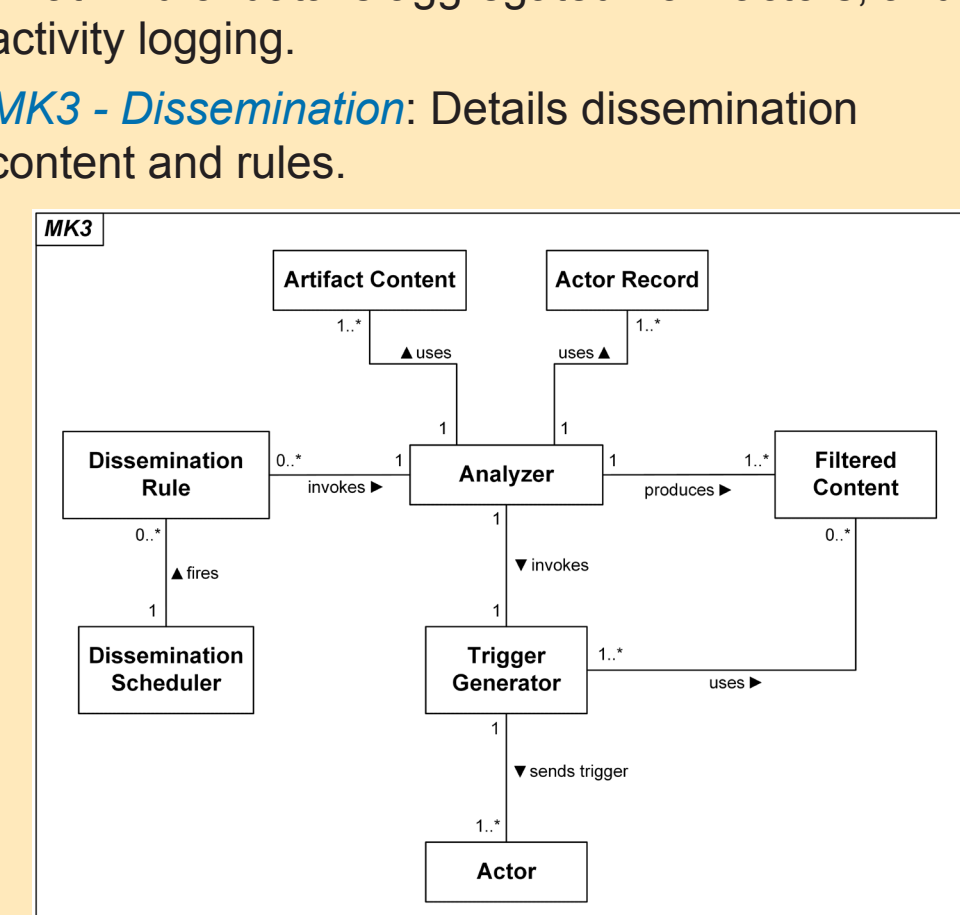 activity logging.
MK3 - Dissemination: Details dissemination
content and rules.
MK3
Artifact Content
Actor Record
1..*
1..*
▲ uses
uses ▲
1
1
Dissemination
Rule
0..*
invokes ►
1
Analyzer
1
produces ►
1..*
Filtered
Content
0..*
▲ fires
1
Dissemination
Scheduler
1
▼ invokes
1
Trigger
Generator
1..*
uses ►
0..*
1
▼ sends trigger
1..*
Actor